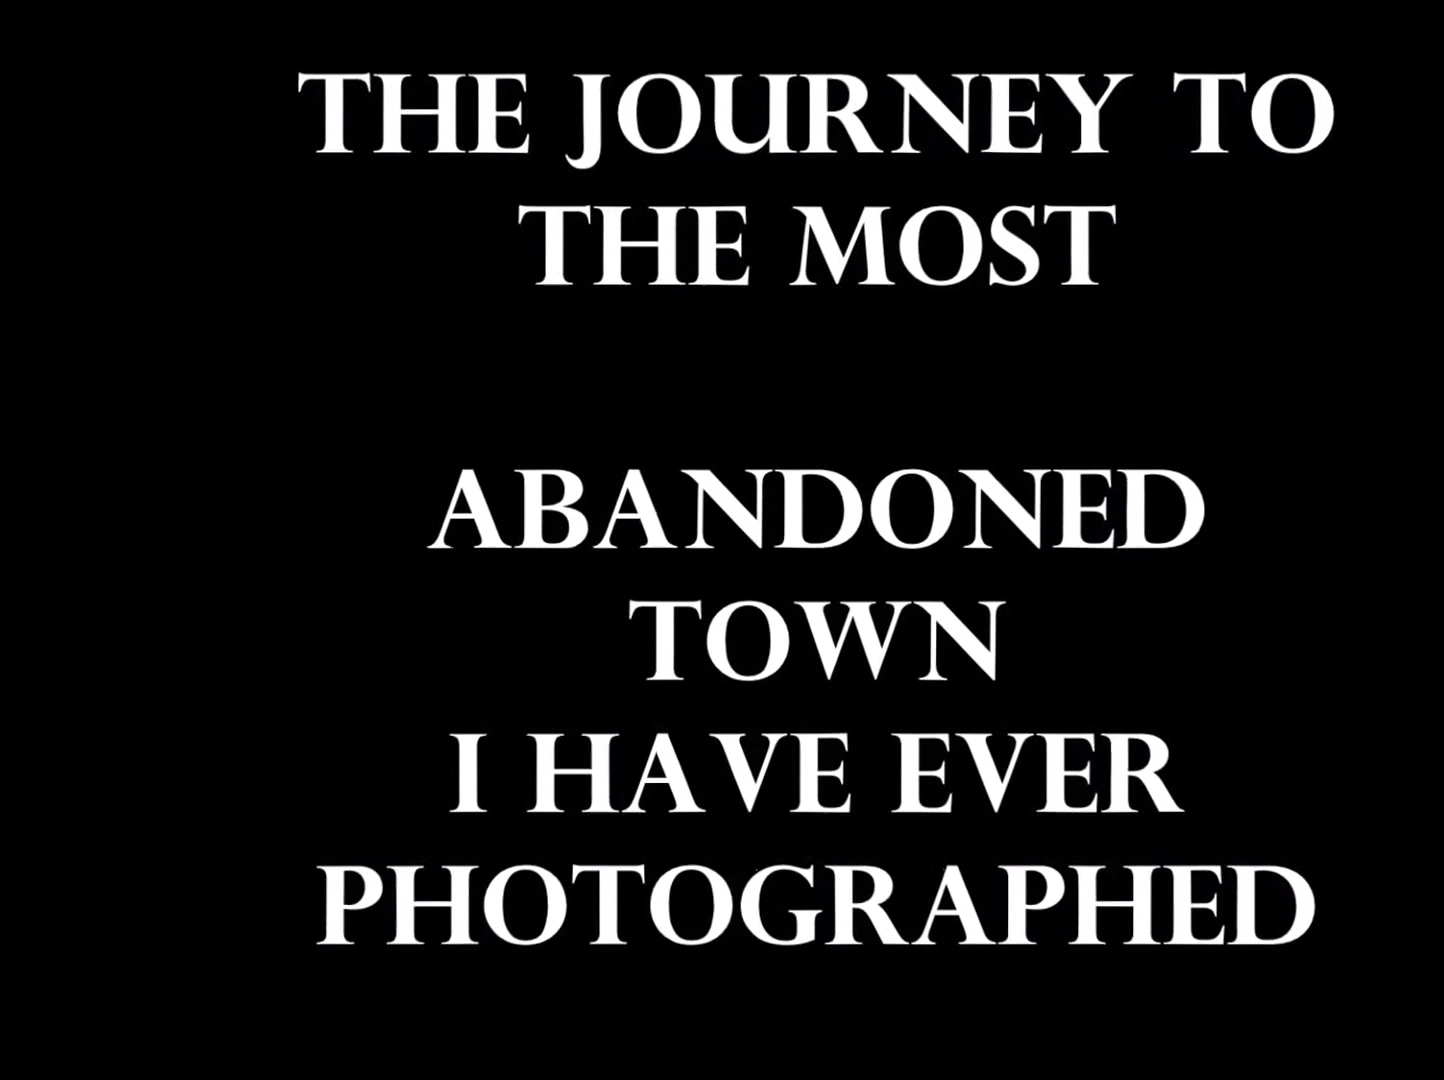 THE JOURNEY TO
THE MOST
ABANDONED
TOWN
I HAVE EVER
PHOTOGRAPHED